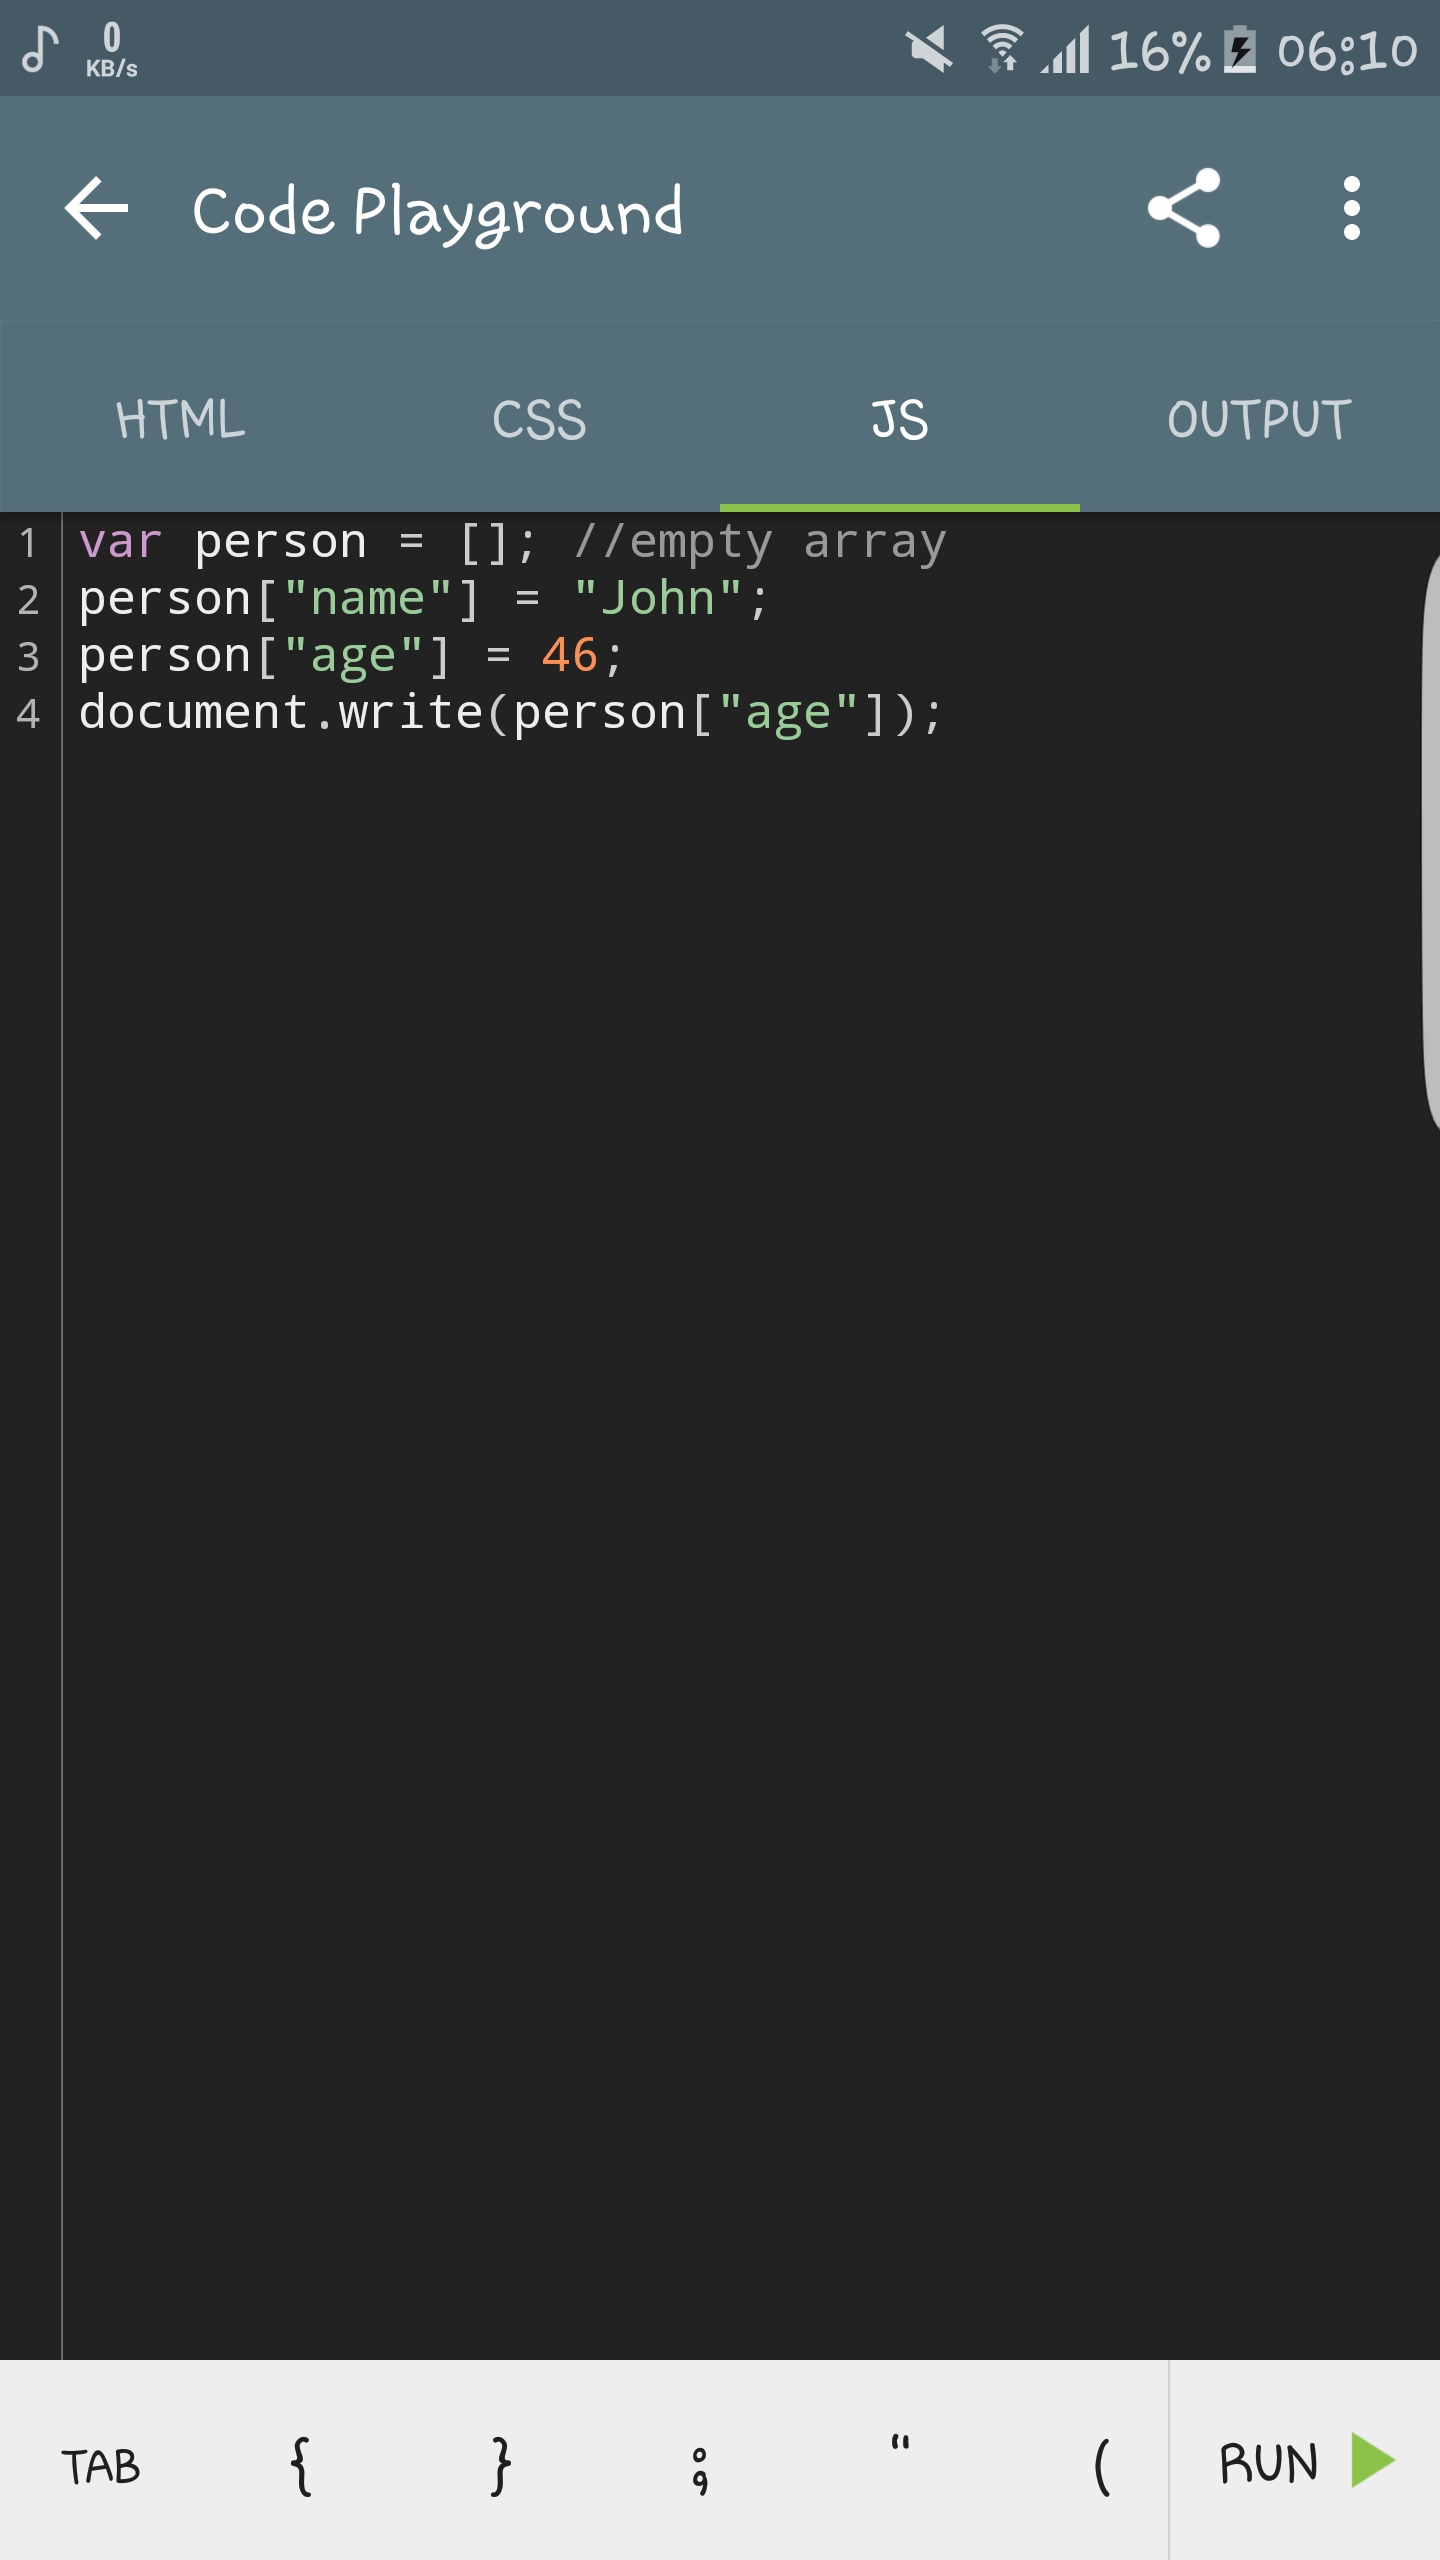 0
KB/s
16% 06:10
Code Playground
HTML CSS JS OUTPUT
1 var person = []; //empty array
2 person["name"] = "John";
3 person["age"] = 46;
4 document.write(person["age"]);
TAB { } ; " ( RUN